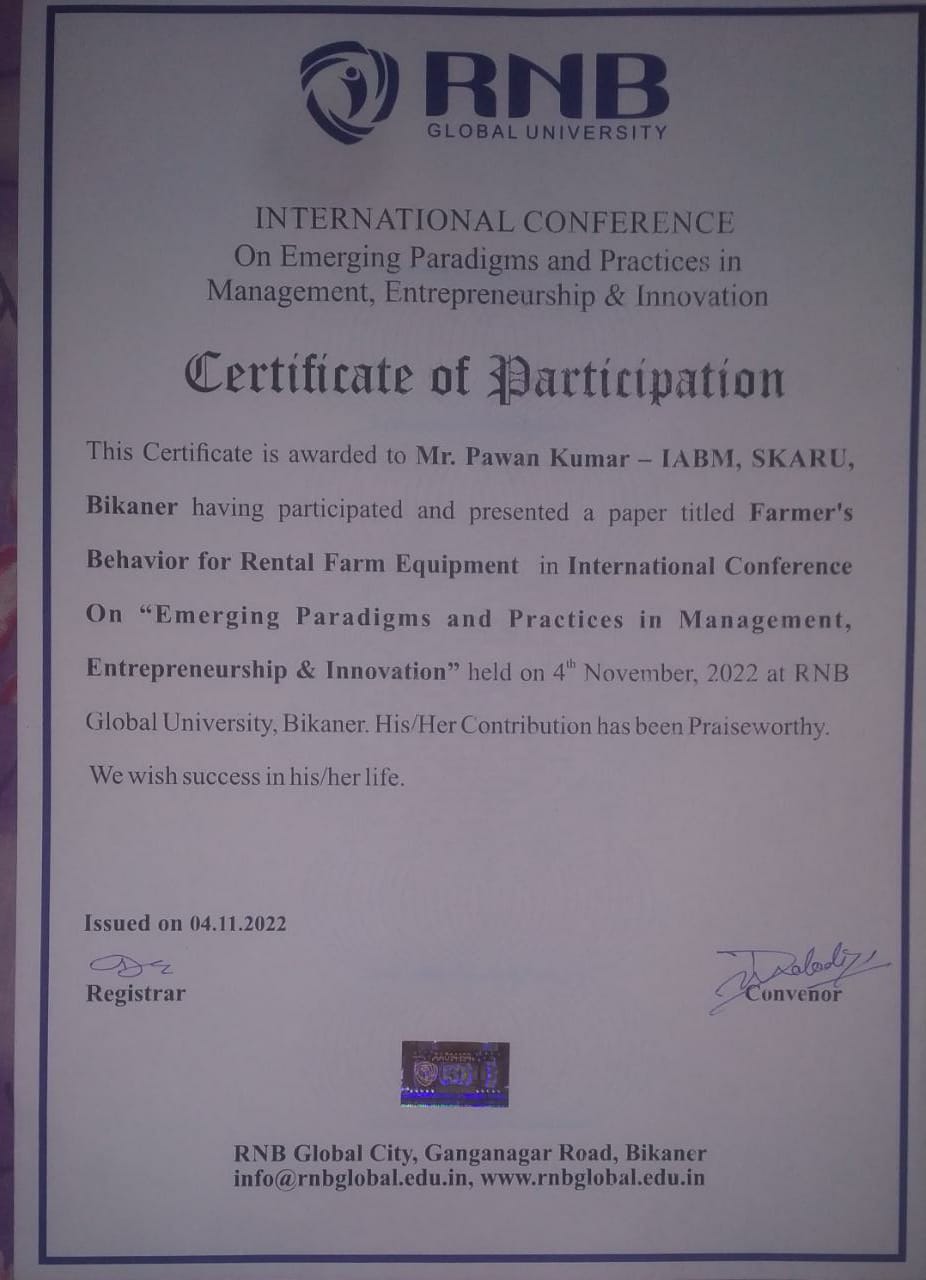 RNB
GLOBAL UNIVERSITY
INTERNATIONAL CONFERENCE
On Emerging Paradigms and Practices in
Management, Entrepreneurship & Innovation
Certificate of Participation
This Certificate is awarded to Mr. Pawan Kumar – IABM, SKARU,
Bikaner having participated and presented a paper titled Farmer's
Behavior for Rental Farm Equipment in International Conference
On “Emerging Paradigms and Practices in Management,
Entrepreneurship & Innovation” held on 4th November, 2022 at RNB
Global University, Bikaner. His/Her Contribution has been Praiseworthy.
We wish success in his/her life.
Issued on 04.11.2022
Registrar
Convenor
RNB Global City, Ganganagar Road, Bikaner
info@rnbglobal.edu.in, www.rnbglobal.edu.in